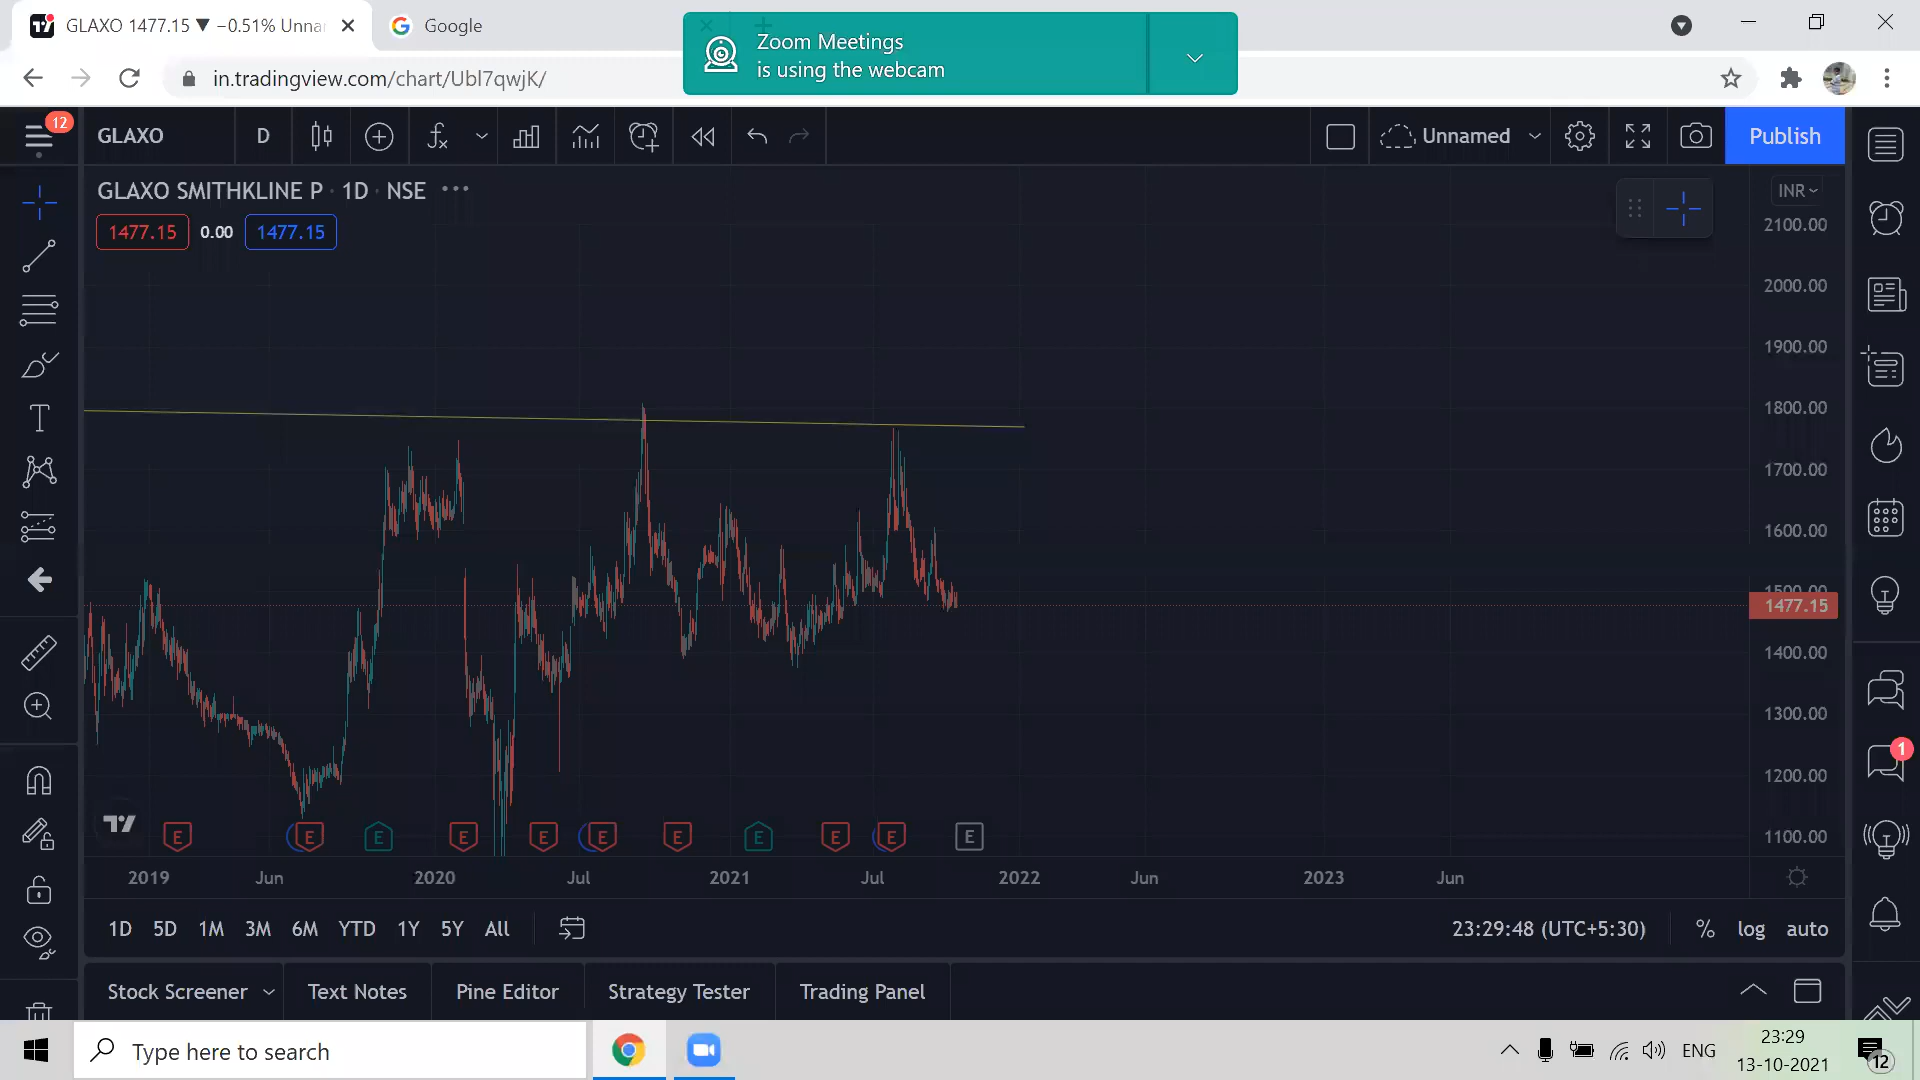 GLAXO 1477.15 ▼ −0.51% Unna
Google
Zoom Meetings
is using the webcam
in.tradingview.com/chart/Ubl7qwjK/
12
GLAXO
D
Unnamed
Publish
GLAXO SMITHKLINE P · 1D · NSE
INR
1477.15
0.00
1477.15
2100.00
2000.00
1900.00
1800.00
1700.00
1600.00
1500.00
1477.15
1400.00
1300.00
1200.00
1100.00
1
E
E
E
E
E
E
E
E
E
E
E
2019
Jun
2020
Jul
2021
Jul
2022
Jun
2023
Jun
1D
5D
1M
3M
6M
YTD
1Y
5Y
All
23:29:48 (UTC+5:30)
%
log
auto
Stock Screener
Text Notes
Pine Editor
Strategy Tester
Trading Panel
Type here to search
ENG
23:29
13-10-2021
12